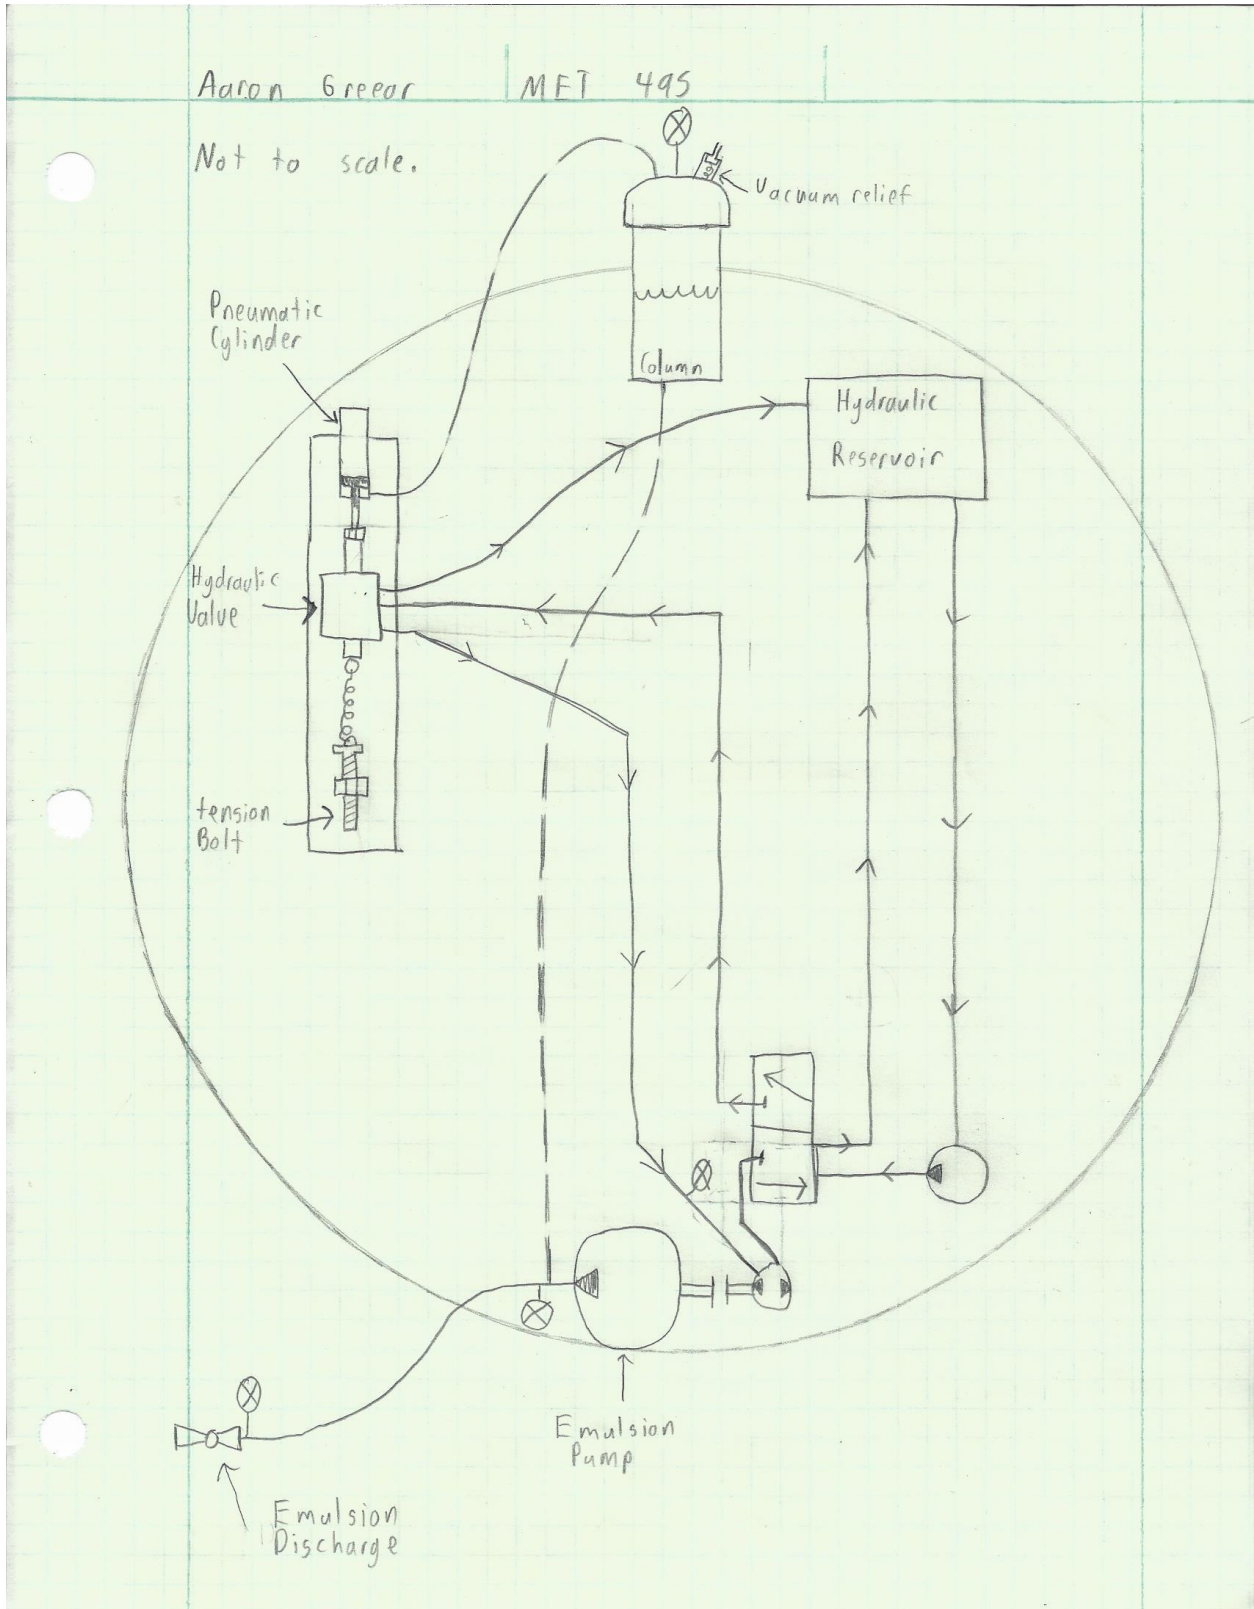 Aaron Greear MET 495
Not to scale.
Vacuum relief
Pneumatic
Cylinder
Column
Hydraulic
Reservoir
Hydraulic
Valve
tension
Bolt
Emulsion
Pump
Emulsion
Discharge